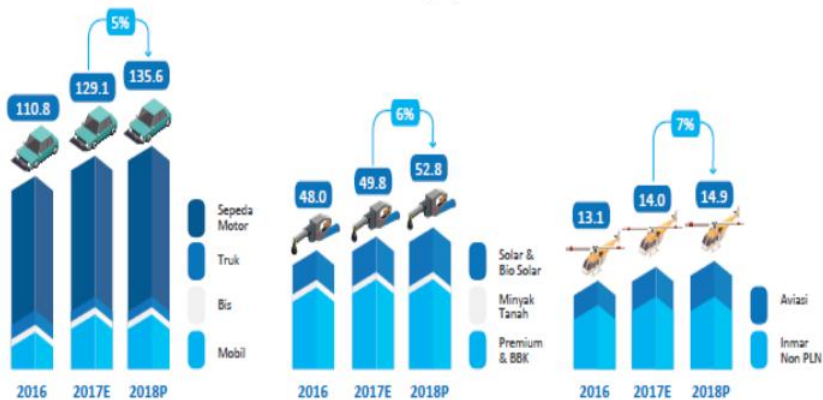 5%
110.8
129.1
135.6
Sepeda
Motor
Truk
Bis
Mobil
2016
2017E
2018P
6%
48.0
49.8
52.8
Solar &
Bio Solar
Minyak
Tanah
Premium
& BBK
2016
2017E
2018P
7%
13.1
14.0
14.9
Aviasi
Inmar
Non PLN
2016
2017E
2018P